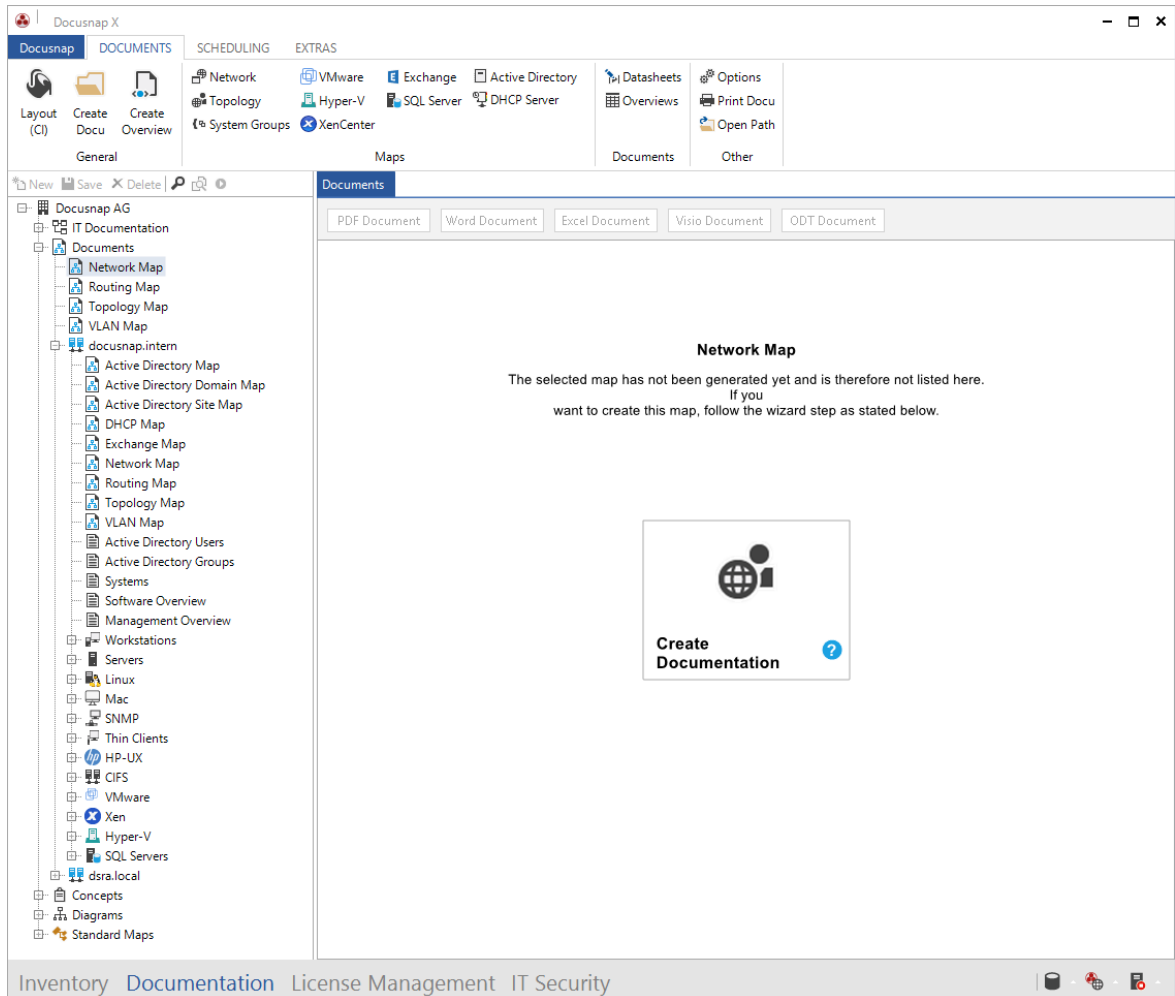 Docusnap X
Docusnap DOCUMENTS SCHEDULING EXTRAS
Network VMware Exchange Active Directory Datasheets Options
Topology Hyper-V SQL Server DHCP Server Overviews Print Docu
Layout (CI) Create Docu Create Overview System Groups XenCenter Open Path
General Maps Documents Other
New Save Delete Documents
PDF Document Word Document Excel Document Visio Document ODT Document
Docusnap AG
IT Documentation
Documents
Network Map
Routing Map
Topology Map
VLAN Map
docusnap.intern
Active Directory Map
Active Directory Domain Map
Active Directory Site Map
DHCP Map
Exchange Map
Network Map
Routing Map
Topology Map
VLAN Map
Active Directory Users
Active Directory Groups
Systems
Software Overview
Management Overview
Workstations
Servers
Linux
Mac
SNMP
Thin Clients
HP-UX
CIFS
VMware
Xen
Hyper-V
SQL Servers
dsra.local
Concepts
Diagrams
Standard Maps
Network Map
The selected map has not been generated yet and is therefore not listed here.
If you
want to create this map, follow the wizard step as stated below.
Create
Documentation ?
Inventory Documentation License Management IT Security